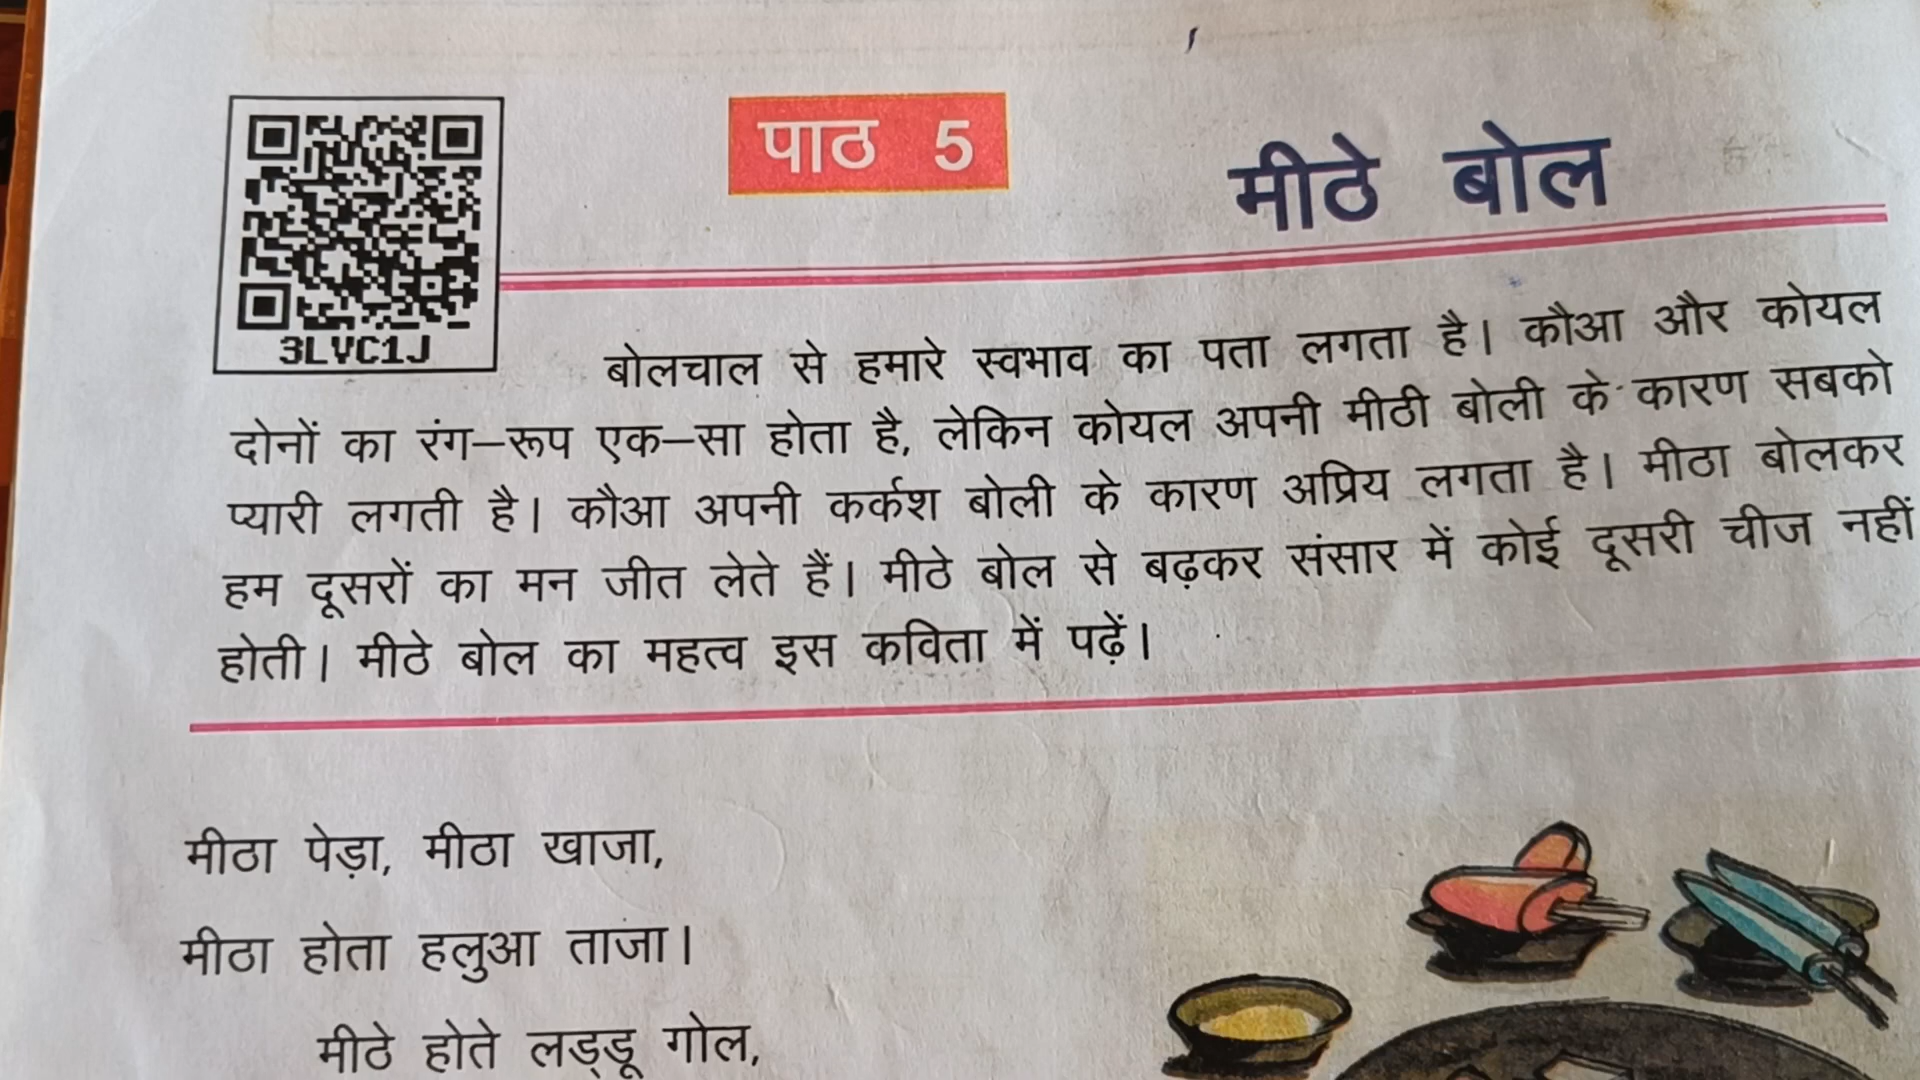 पाठ 5
मीठे बोल
3LVC1J
बोलचाल से हमारे स्वभाव का पता लगता है। कौआ और कोयल
दोनों का रंग–रूप एक–सा होता है, लेकिन कोयल अपनी मीठी बोली के कारण सबको
प्यारी लगती है। कौआ अपनी कर्कश बोली के कारण अप्रिय लगता है। मीठा बोलकर
हम दूसरों का मन जीत लेते हैं। मीठे बोल से बढ़कर संसार में कोई दूसरी चीज नहीं
होती। मीठे बोल का महत्व इस कविता में पढ़ें।
मीठा पेड़ा, मीठा खाजा,
मीठा होता हलुआ ताजा।
मीठे होते लड्डू गोल,